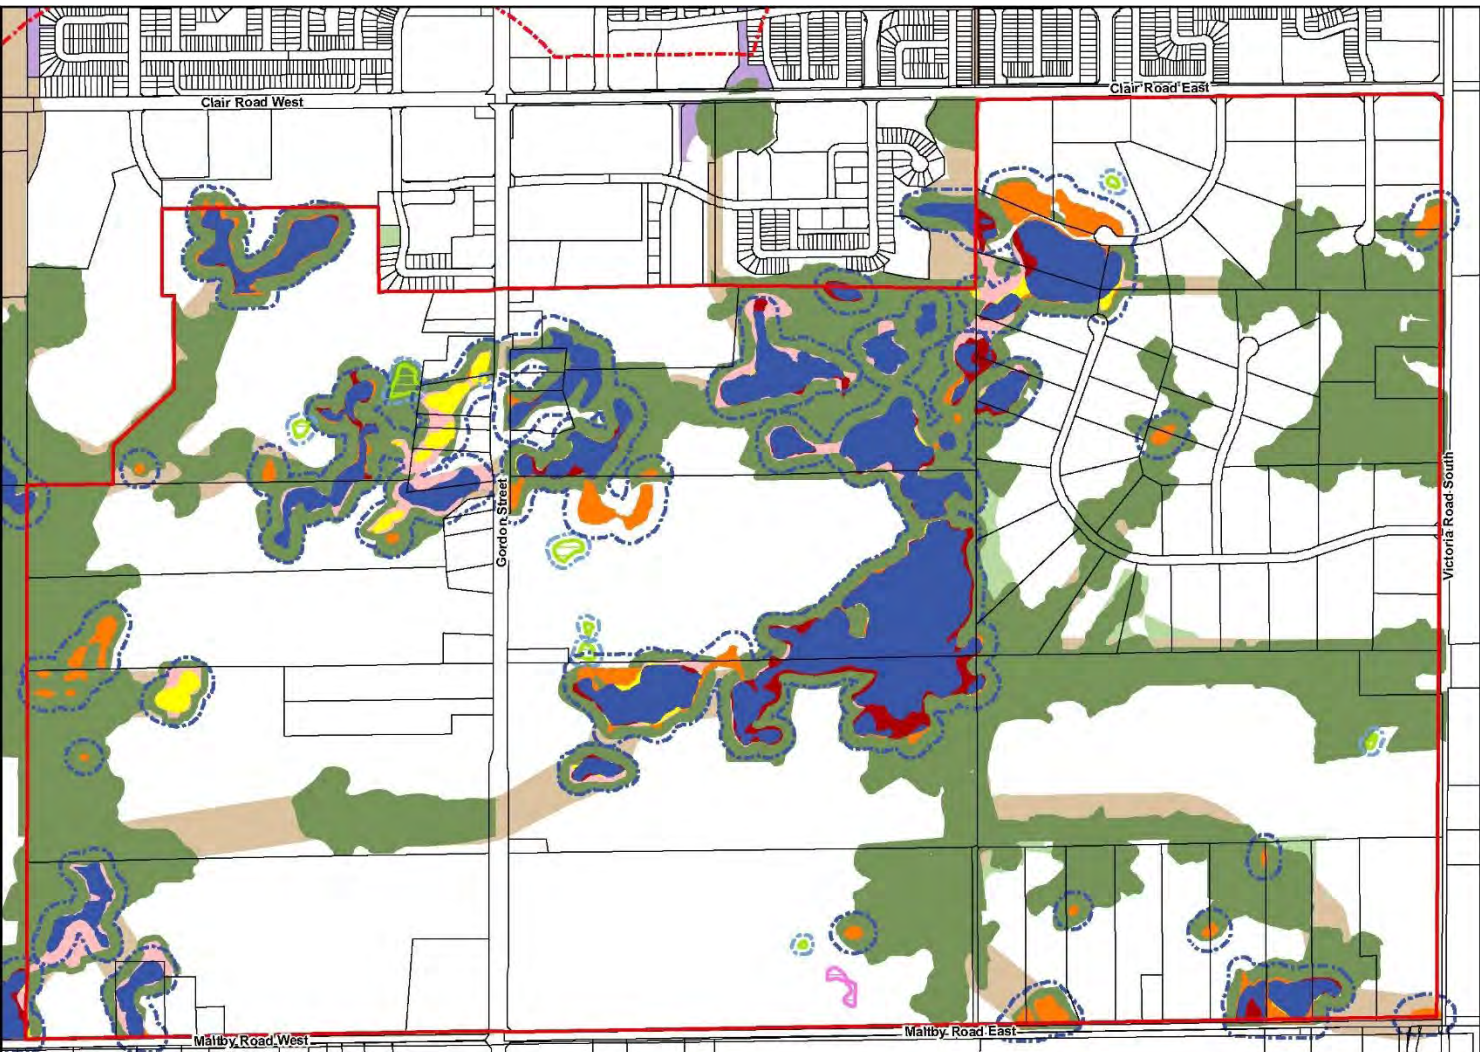 Clair Road West
Clair Road East
Gordon Street
Victoria Road South
Maltby Road West
Maltby Road East